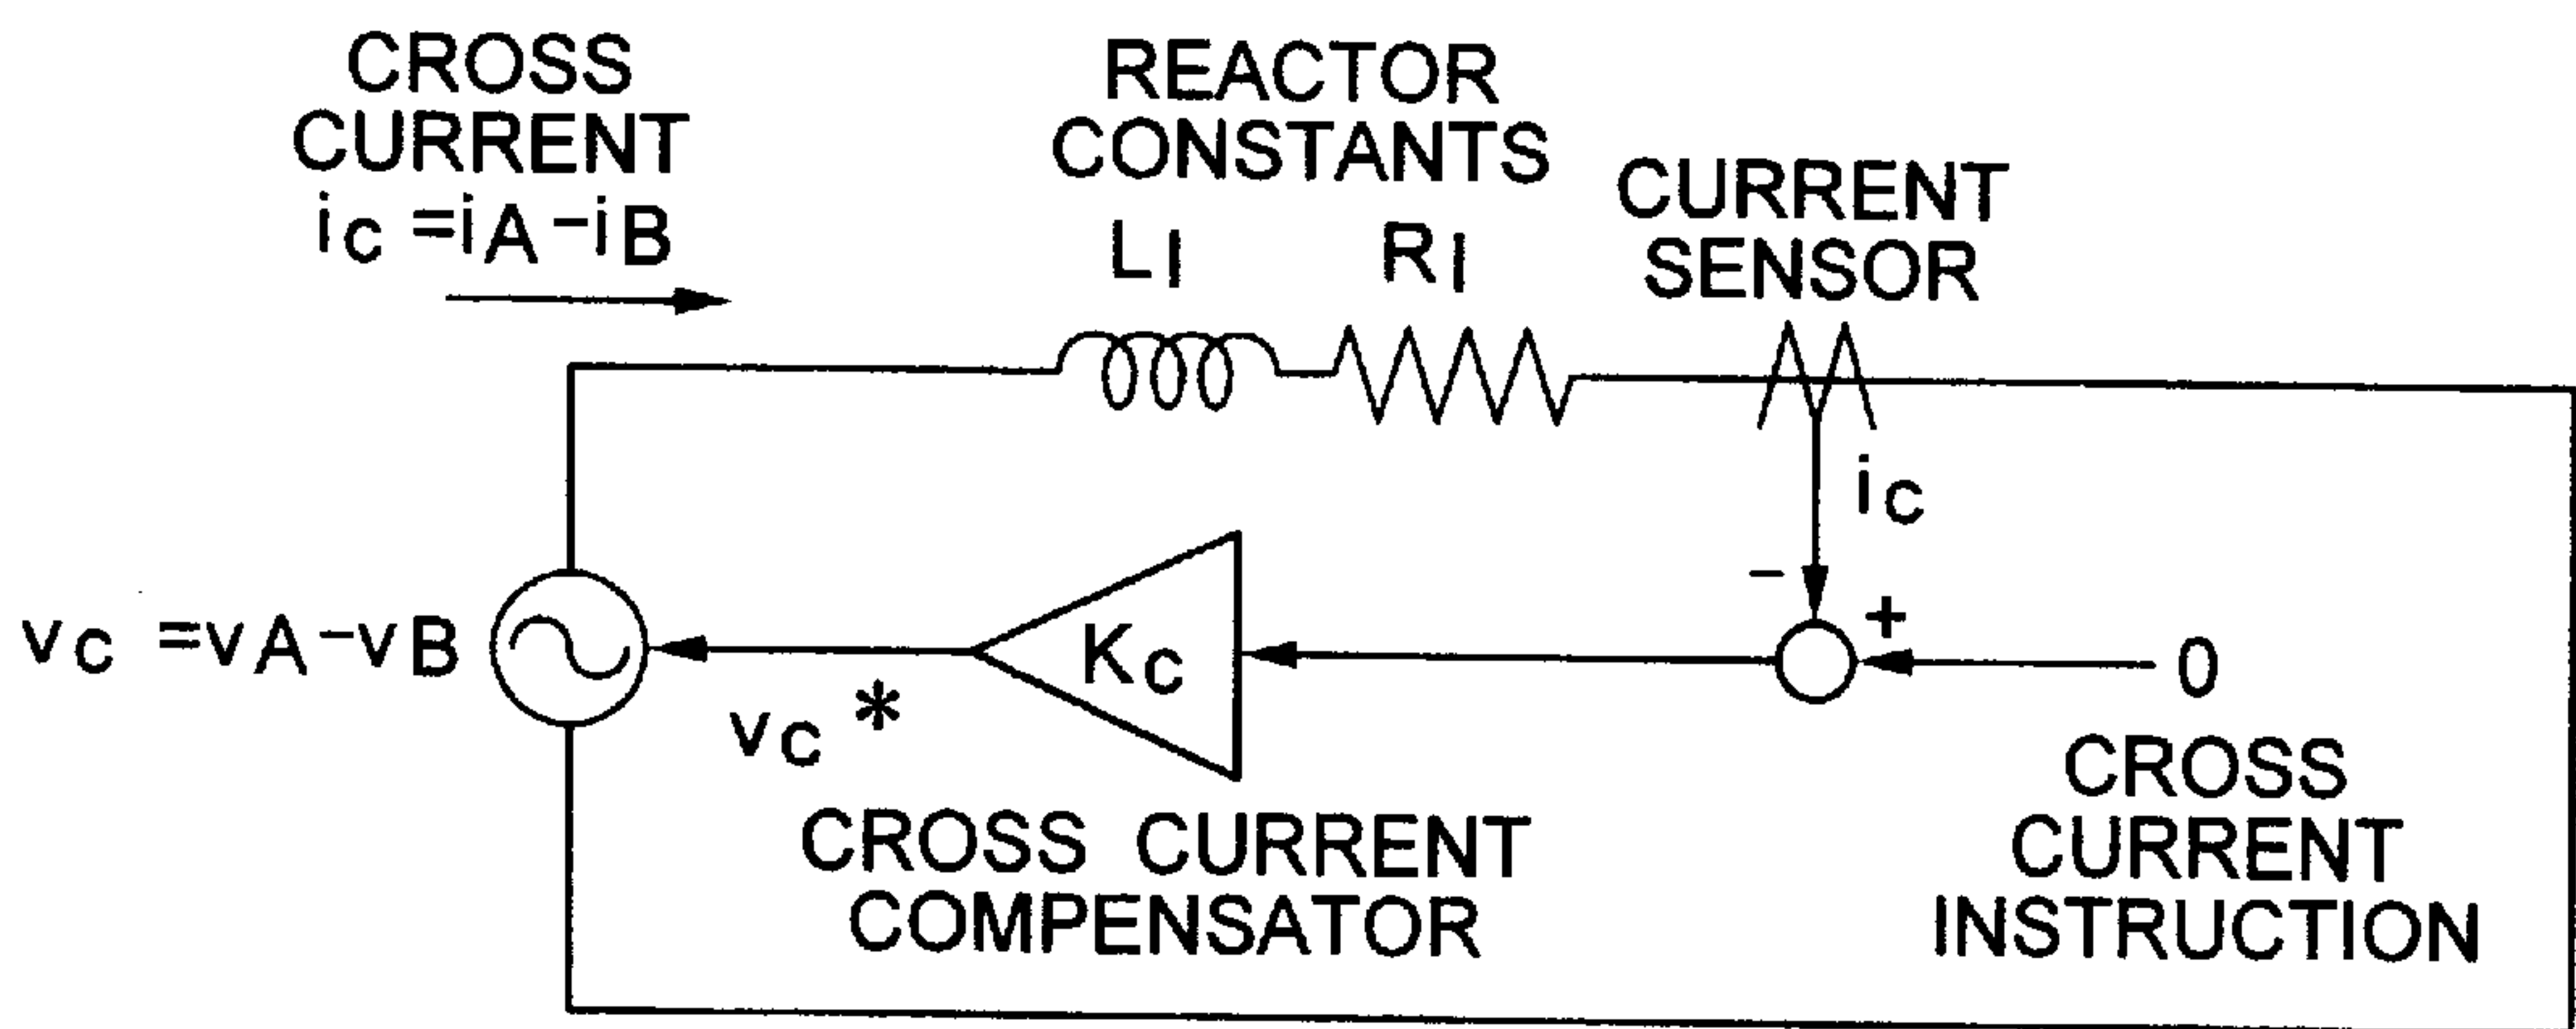 CROSS
CURRENT
ic =iA-iB
REACTOR
CONSTANTS
LI
RI
CURRENT
SENSOR
ic
-
+
vc =vA-vB
vc *
Kc
0
CROSS CURRENT
COMPENSATOR
CROSS
CURRENT
INSTRUCTION